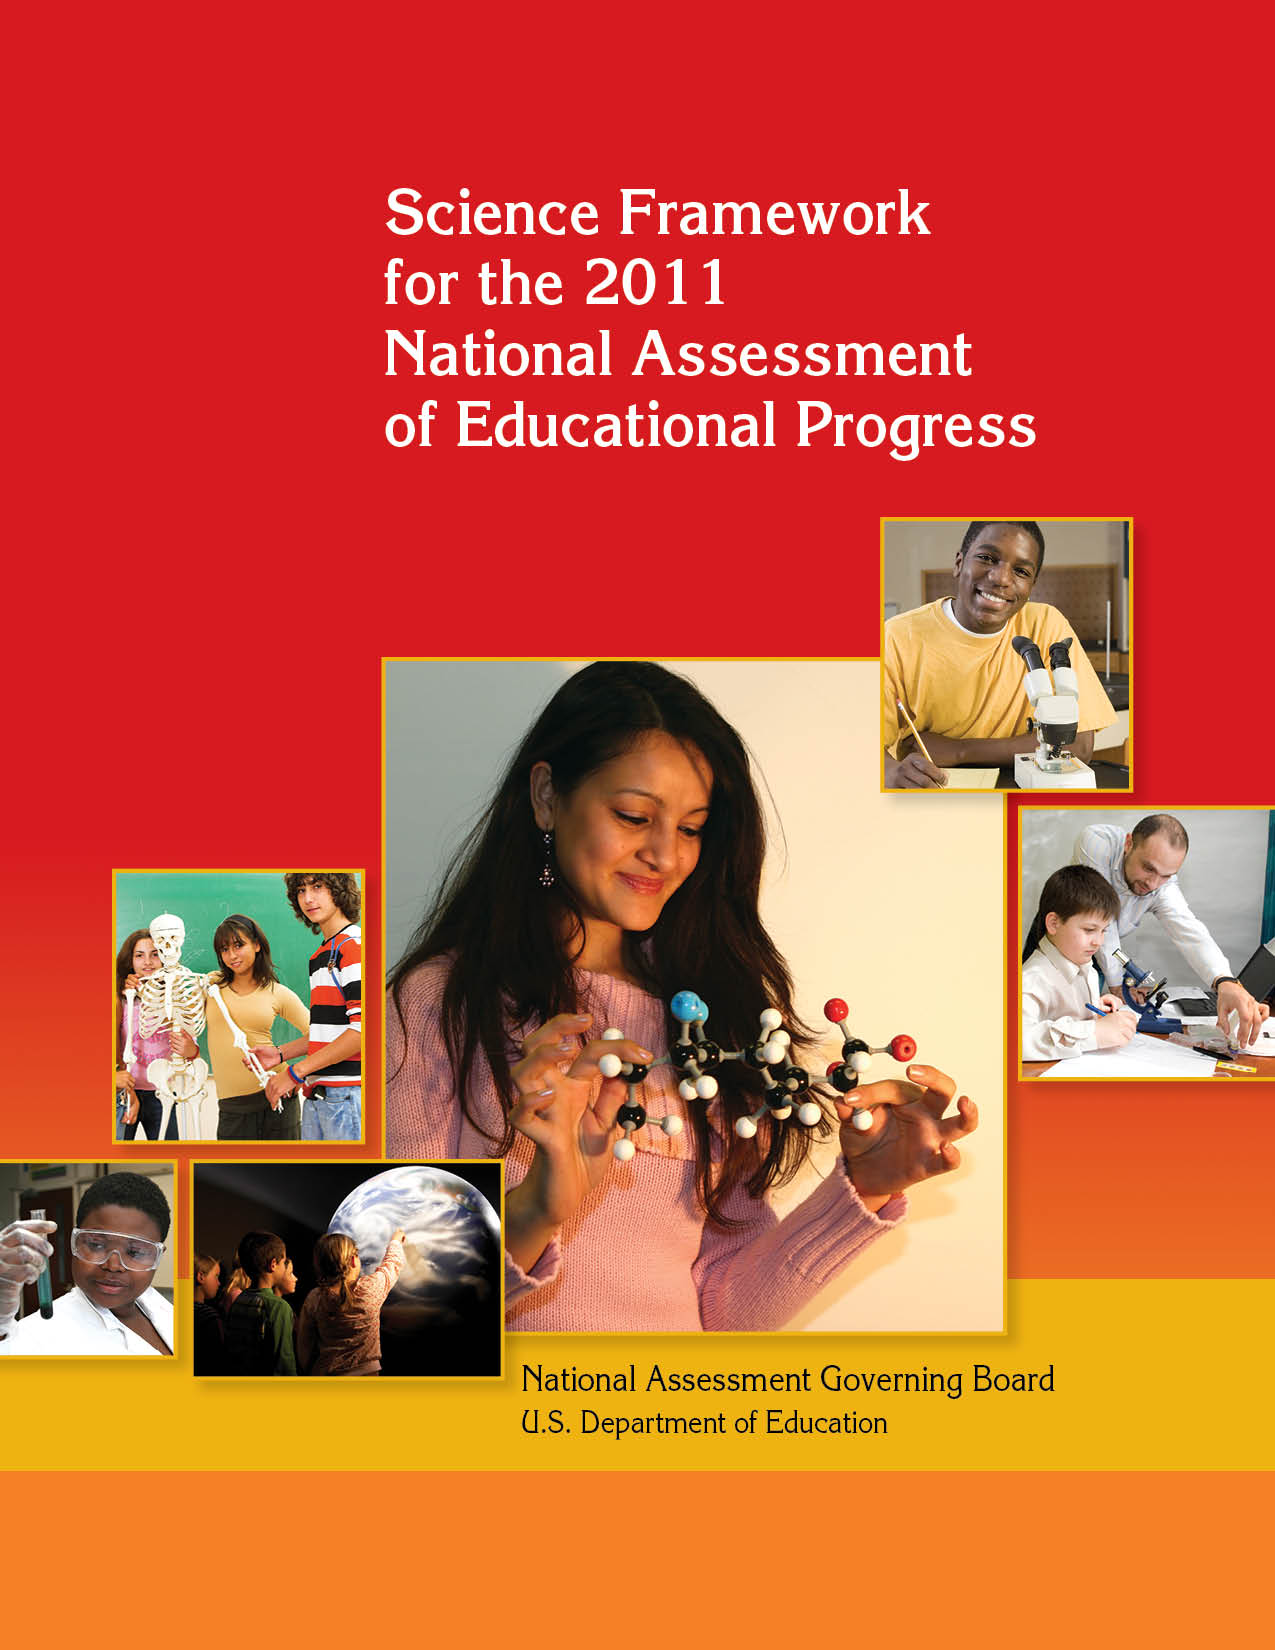 Science Framework
for the 2011
National Assessment
of Educational Progress
National Assessment Governing Board
U.S. Department of Education